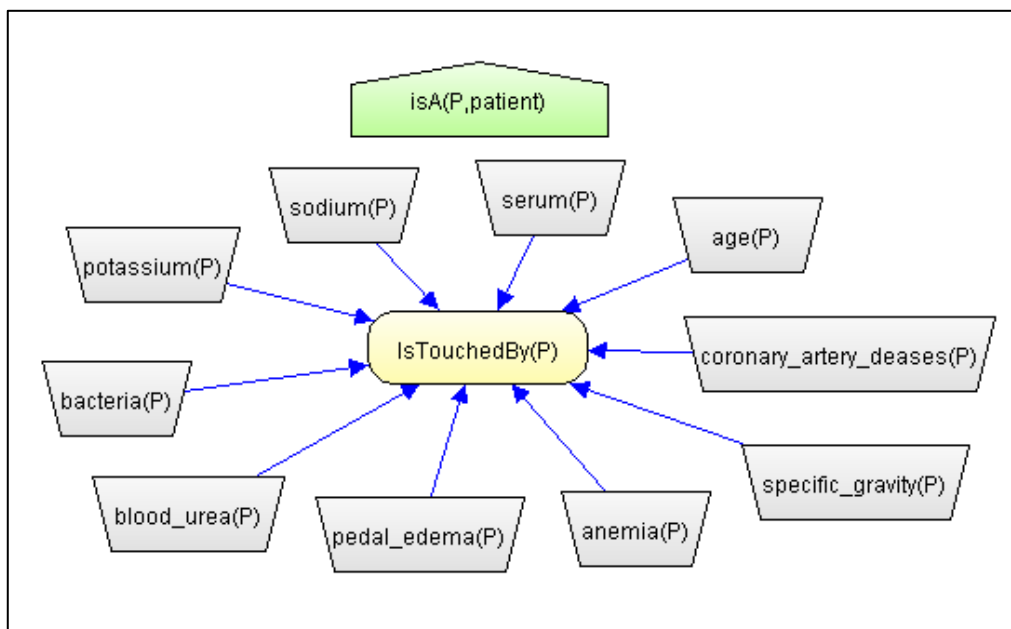 isA(P,patient)
sodium(P)
serum(P)
age(P)
potassium(P)
IsTouchedBy(P)
coronary_artery_deases(P)
bacteria(P)
specific_gravity(P)
blood_urea(P)
pedal_edema(P)
anemia(P)